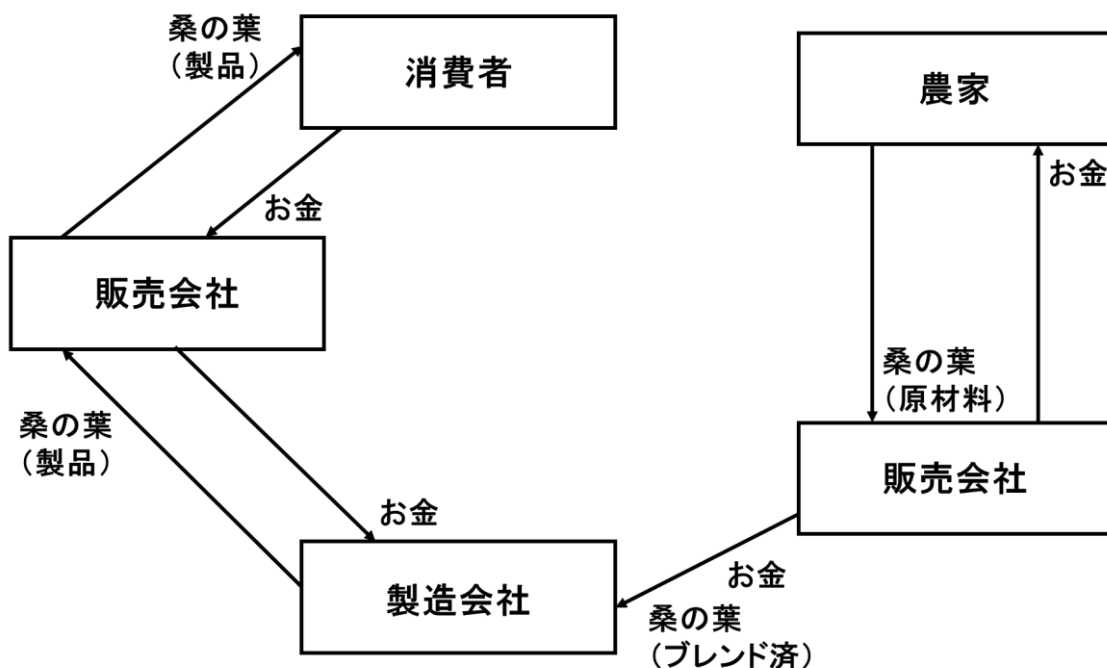 桑の葉
（製品）
消費者
農家
お金
お金
販売会社
桑の葉
（原材料）
桑の葉
（製品）
販売会社
お金
お金
製造会社
桑の葉
（ブレンド済）